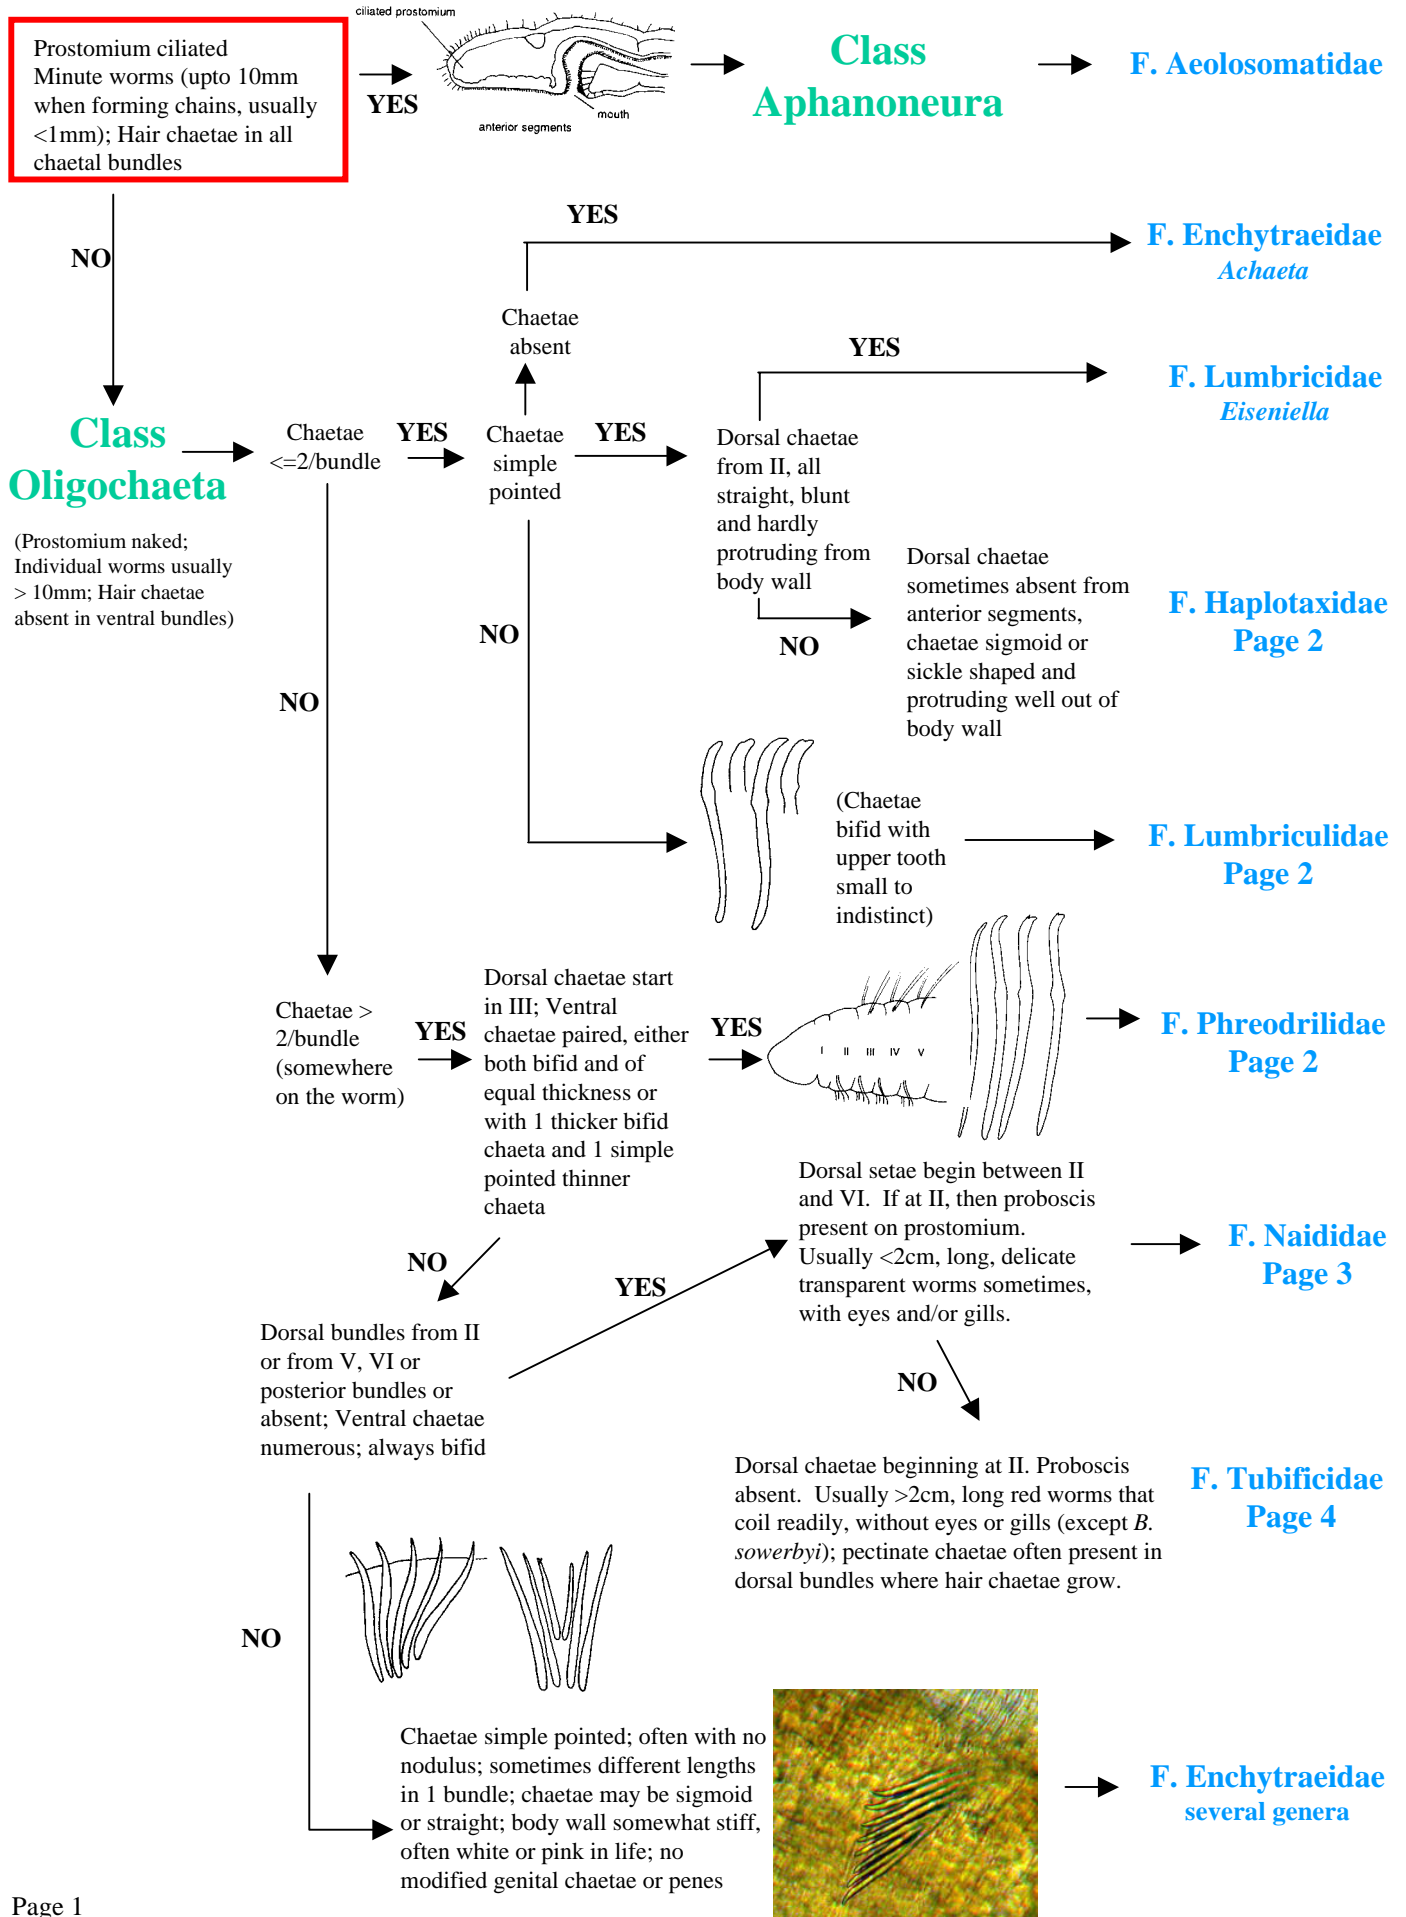 ciliated prostomium
Prostomium ciliated
Minute worms (upto 10mm
when forming chains, usually
<1mm); Hair chaetae in all
chaetal bundles
YES
mouth
anterior segments
Class
Aphanoneura
F. Aeolosomatidae
NO
YES
F. Enchytraeidae
Achaeta
Chaetae
absent
YES
F. Lumbricidae
Eiseniella
Class
Oligochaeta
(Prostomium naked;
Individual worms usually
> 10mm; Hair chaetae
absent in ventral bundles)
Chaetae
<=2/bundle
YES
Chaetae
simple
pointed
YES
Dorsal chaetae
from II, all
straight, blunt
and hardly
protruding from
body wall
NO
Dorsal chaetae
sometimes absent from
anterior segments,
chaetae sigmoid or
sickle shaped and
protruding well out of
body wall
F. Haplotaxidae
Page 2
NO
NO
(Chaetae
bifid with
upper tooth
small to
indistinct)
F. Lumbriculidae
Page 2
Chaetae >
2/bundle
(somewhere
on the worm)
YES
Dorsal chaetae start
in III; Ventral
chaetae paired, either
both bifid and of
equal thickness or
with 1 thicker bifid
chaeta and 1 simple
pointed thinner
chaeta
YES
I II III IV V
F. Phreodrilidae
Page 2
NO
Dorsal bundles from II
or from V, VI or
posterior bundles or
absent; Ventral chaetae
numerous; always bifid
YES
Dorsal setae begin between II
and VI.  If at II, then proboscis
present on prostomium.
Usually <2cm, long, delicate
transparent worms sometimes,
with eyes and/or gills.
F. Naididae
Page 3
NO
Dorsal chaetae beginning at II. Proboscis
absent.  Usually >2cm, long red worms that
coil readily, without eyes or gills (except B.
sowerbyi); pectinate chaetae often present in
dorsal bundles where hair chaetae grow.
F. Tubificidae
Page 4
NO
Chaetae simple pointed; often with no
nodulus; sometimes different lengths
in 1 bundle; chaetae may be sigmoid
or straight; body wall somewhat stiff,
often white or pink in life; no
modified genital chaetae or penes
F. Enchytraeidae
several genera
Page 1